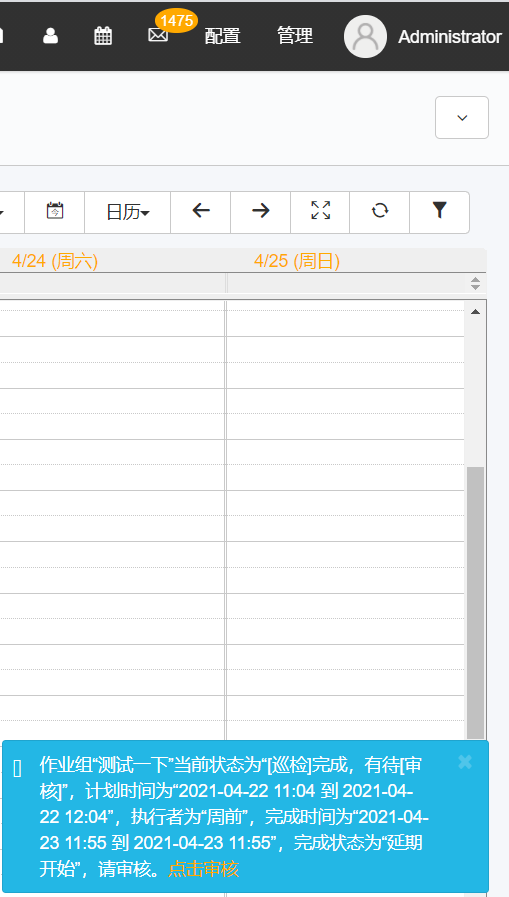 1475
配置
管理
Administrator
今
日历
4/24 (周六)
4/25 (周日)
作业组“测试一下”当前状态为“[巡检]完成，有待[审
核]”，计划时间为“2021-04-22 11:04 到 2021-04-
22 12:04”，执行者为“周前”，完成时间为“2021-04-
23 11:55 到 2021-04-23 11:55”，完成状态为“延期
开始”，请审核。点击审核